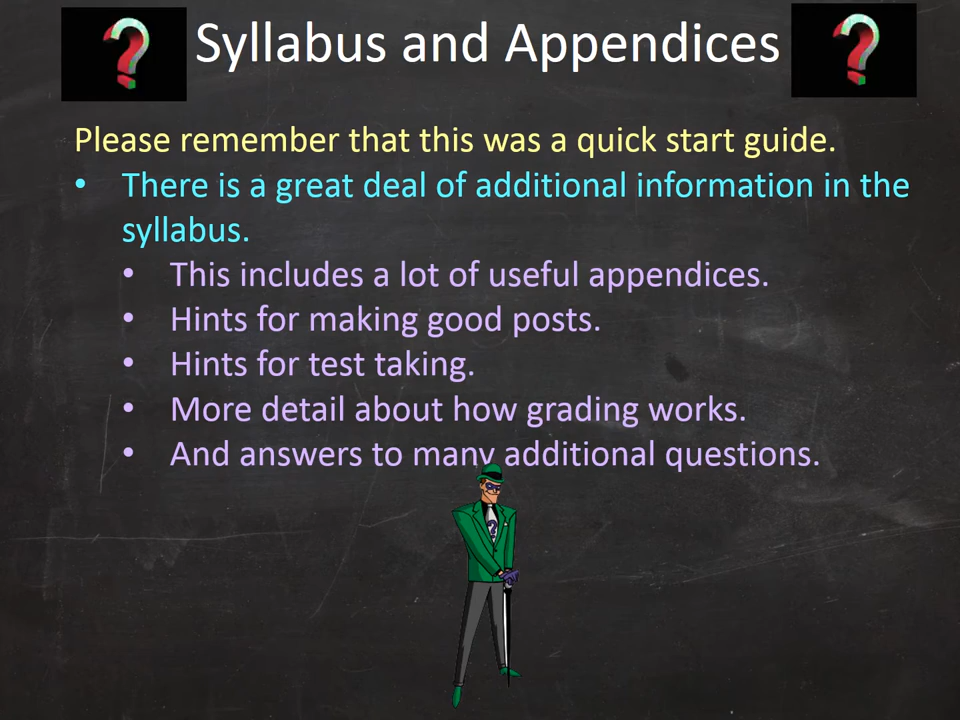 Syllabus and Appendices
Please remember that this was a quick start guide.
• There is a great deal of additional information in the
syllabus.
• This includes a lot of useful appendices.
• Hints for making good posts.
• Hints for test taking.
• More detail about how grading works.
• And answers to many additional questions.